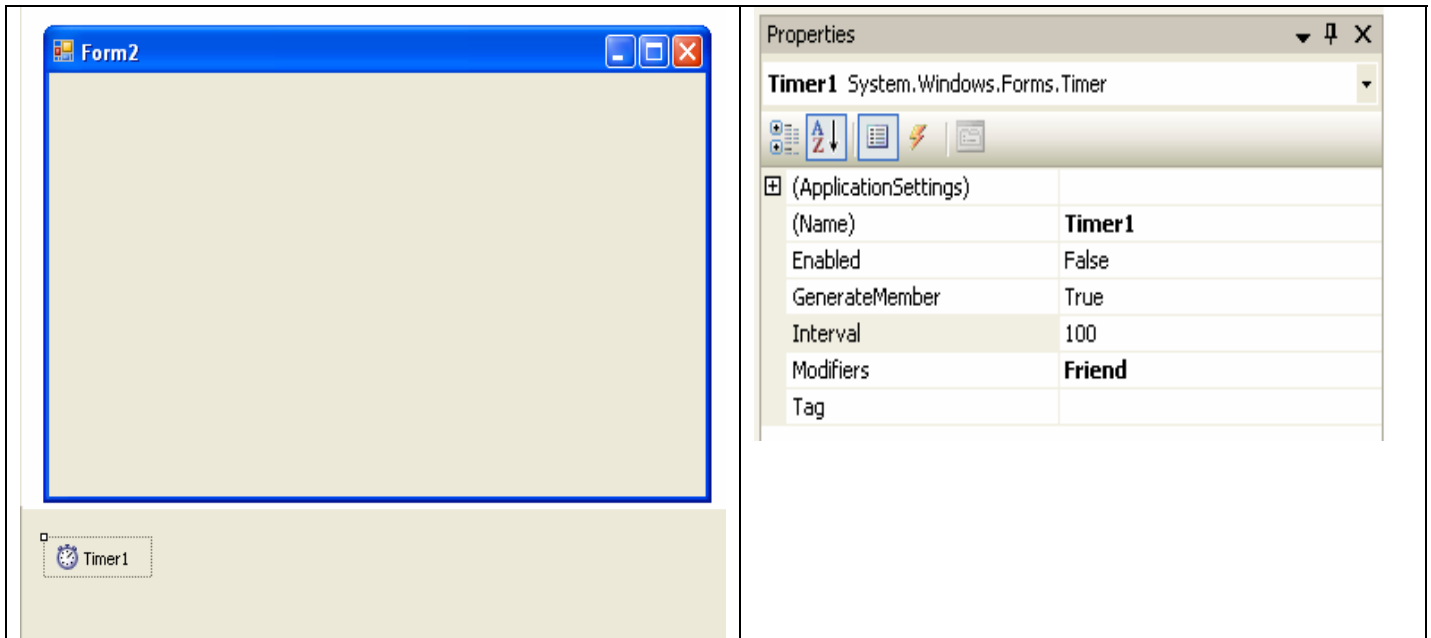 Form2
Timer1
Properties
Timer1 System.Windows.Forms.Timer
(ApplicationSettings)
(Name) Timer1
Enabled False
GenerateMember True
Interval 100
Modifiers Friend
Tag